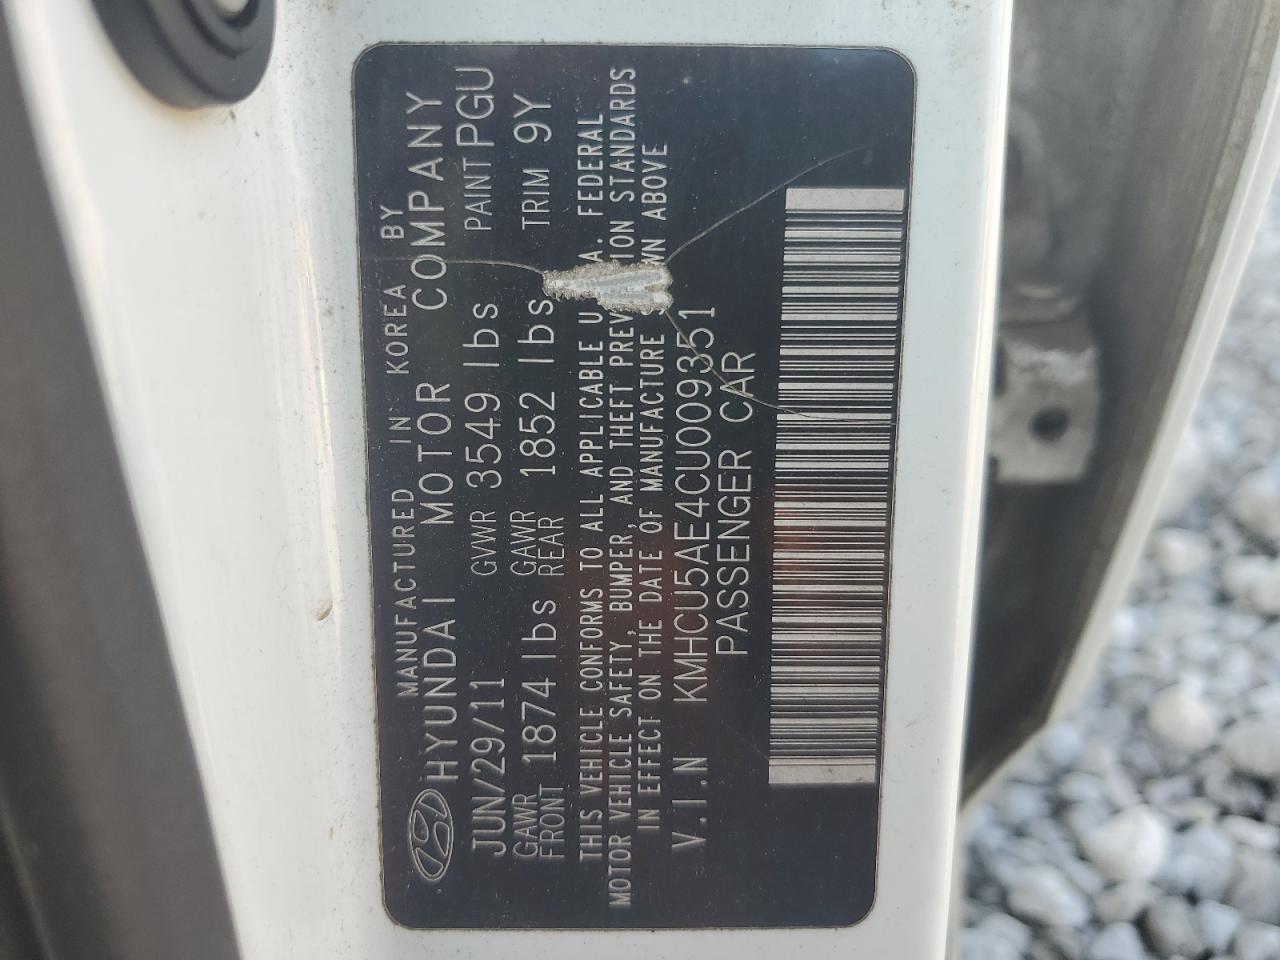 MANUFACTURED IN KOREA BY
HYUNDAI MOTOR COMPANY
JUN/29/11 GVWR 3549 lbs PAINT PGU
GAWR FRONT 1874 lbs GAWR REAR 1852 lbs TRIM 9Y
THIS VEHICLE CONFORMS TO ALL APPLICABLE U A. FEDERAL
MOTOR VEHICLE SAFETY, BUMPER, AND THEFT PREV ION STANDARDS
IN EFFECT ON THE DATE OF MANUFACTURE S WN ABOVE
V.I.N KMHCU5AE4CU009351
PASSENGER CAR